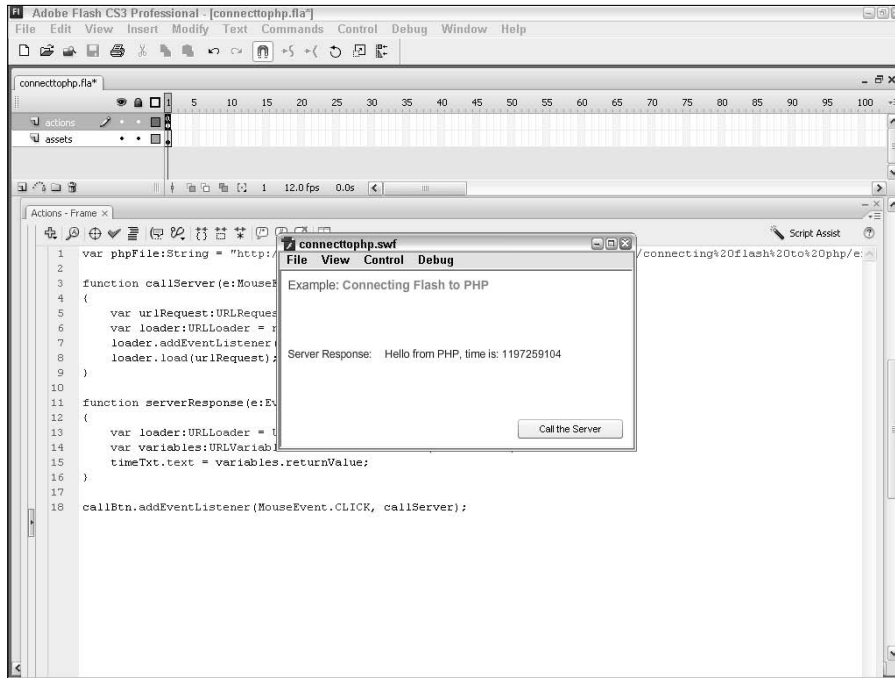 Adobe Flash CS3 Professional - [connecttophp.fla*]
File Edit View Insert Modify Text Commands Control Debug Window Help
connecttophp.fla*
1 5 10 15 20 25 30 35 40 45 50 55 60 65 70 75 80 85 90 95 100
actions
assets
1 12.0 fps 0.0s
Actions - Frame
Script Assist
1 var phpFile:String = "http:/ /connecting%20flash%20to%20php/e
2
3 function callServer(e:MouseE
4 {
5 var urlRequest:URLReques
6 var loader:URLLoader = r
7 loader.addEventListener(
8 loader.load(urlRequest);
9 }
10
11 function serverResponse(e:Ev
12 {
13 var loader:URLLoader = U
14 var variables:URLVariabl
15 timeTxt.text = variables.returnValue;
16 }
17
18 callBtn.addEventListener(MouseEvent.CLICK, callServer);
connecttophp.swf
File View Control Debug
Example: Connecting Flash to PHP
Server Response: Hello from PHP, time is: 1197259104
Call the Server